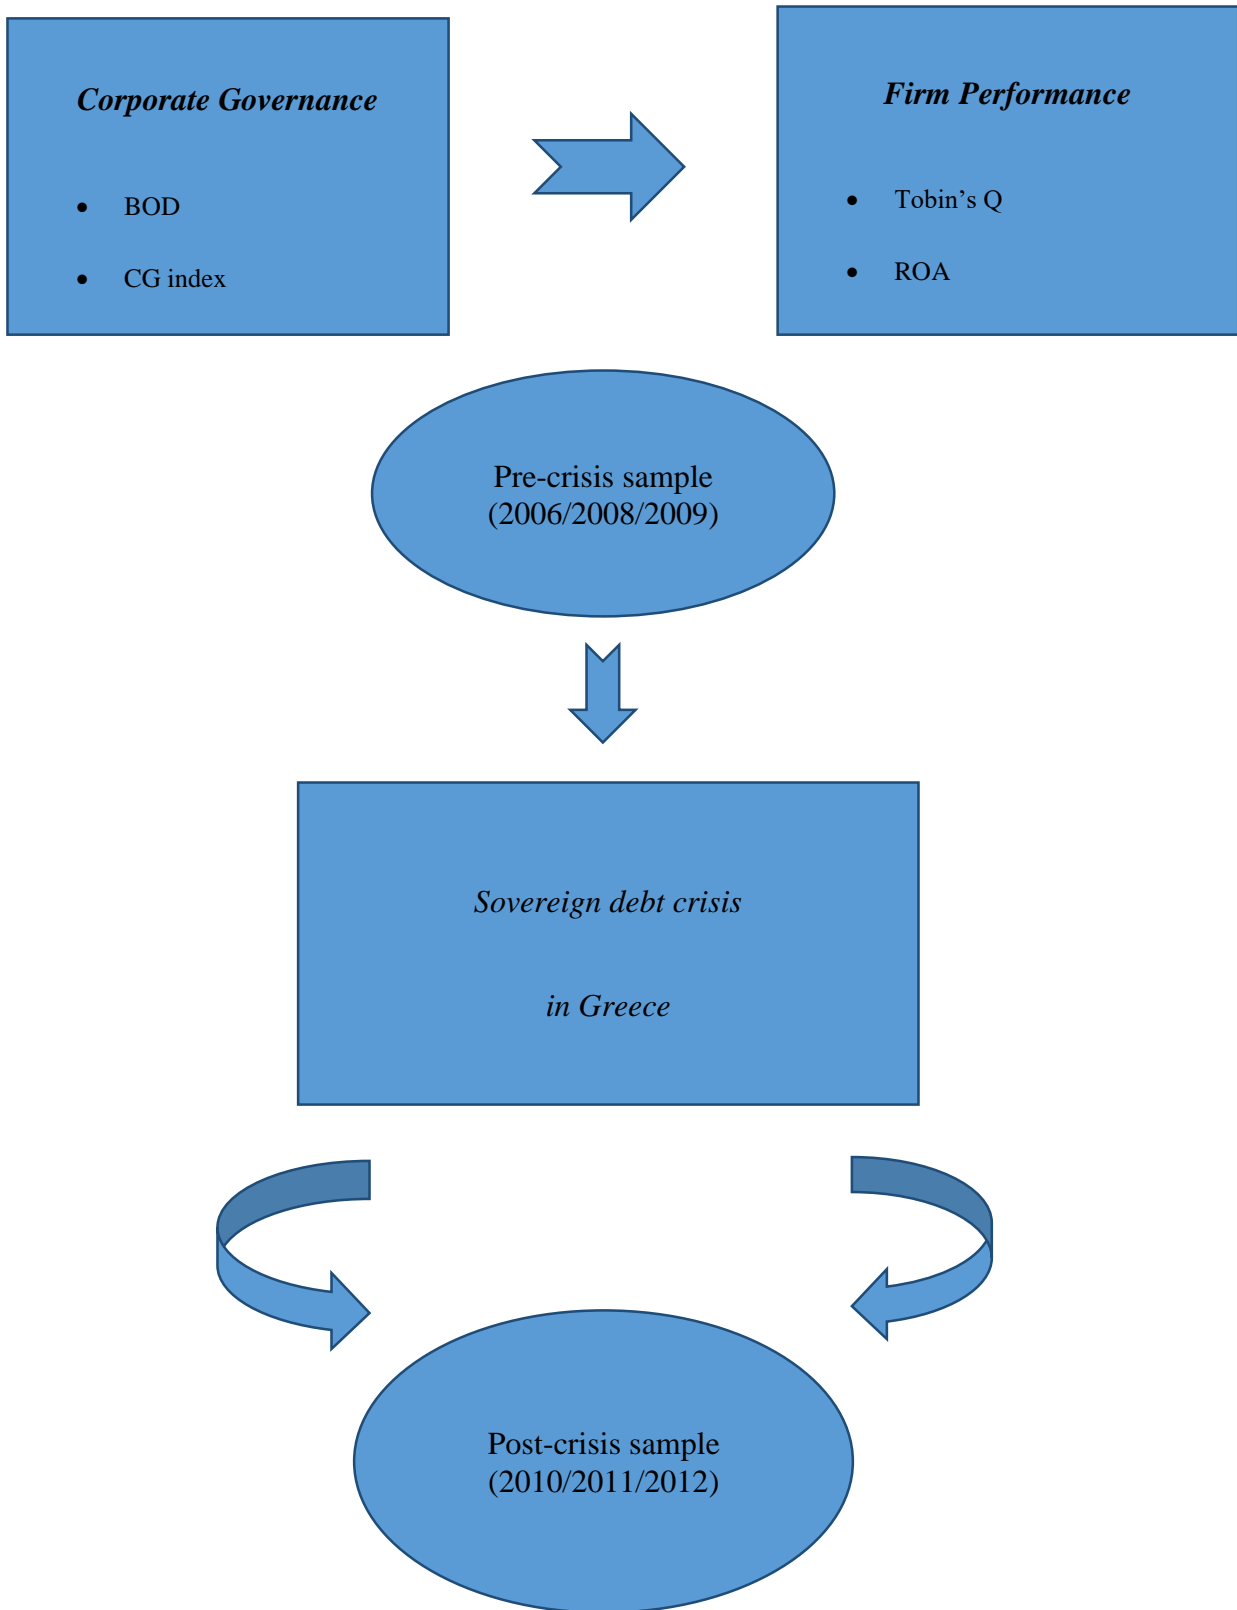 Corporate Governance
• BOD
• CG index
Firm Performance
• Tobin’s Q
• ROA
Pre-crisis sample
(2006/2008/2009)
Sovereign debt crisis
in Greece
Post-crisis sample
(2010/2011/2012)